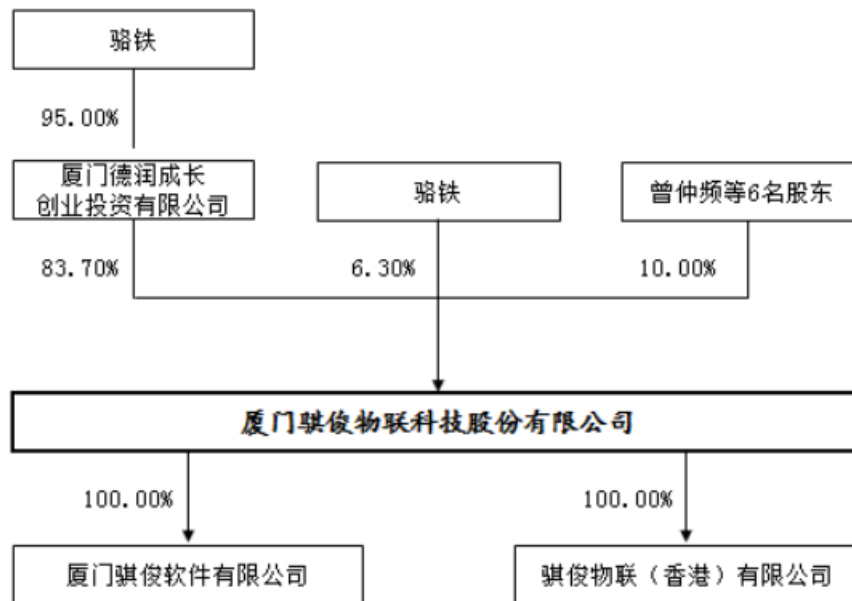 骆铁
95.00%
厦门德润成长
创业投资有限公司
骆铁
曾仲频等6名股东
83.70%
6.30%
10.00%
厦门骐俊物联科技股份有限公司
100.00%
100.00%
厦门骐俊软件有限公司
骐俊物联（香港）有限公司